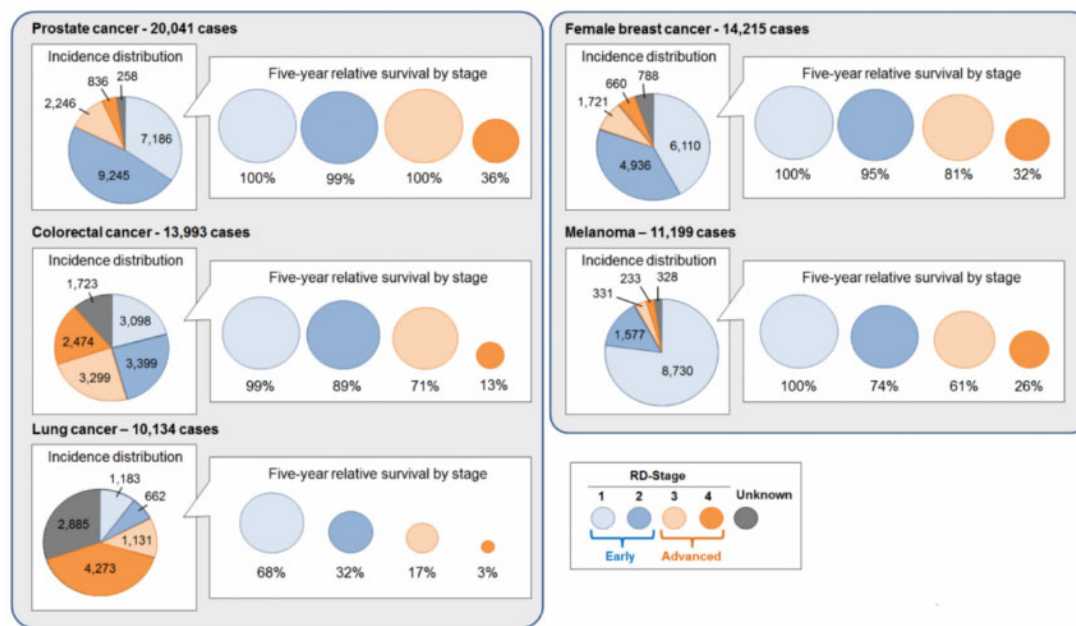 Prostate cancer - 20,041 cases
Incidence distribution
258
836
2,246
7,186
9,245
Five-year relative survival by stage
100% 99% 100% 36%
Colorectal cancer - 13,993 cases
Incidence distribution
1,723
3,098
2,474
3,399
3,299
Five-year relative survival by stage
99% 89% 71% 13%
Lung cancer – 10,134 cases
Incidence distribution
1,183
662
2,885
1,131
4,273
Five-year relative survival by stage
68% 32% 17% 3%
Female breast cancer - 14,215 cases
Incidence distribution
788
660
1,721
6,110
4,936
Five-year relative survival by stage
100% 95% 81% 32%
Melanoma – 11,199 cases
Incidence distribution
328
233
331
1,577
8,730
Five-year relative survival by stage
100% 74% 61% 26%
RD-Stage
1 2 3 4 Unknown
Early Advanced